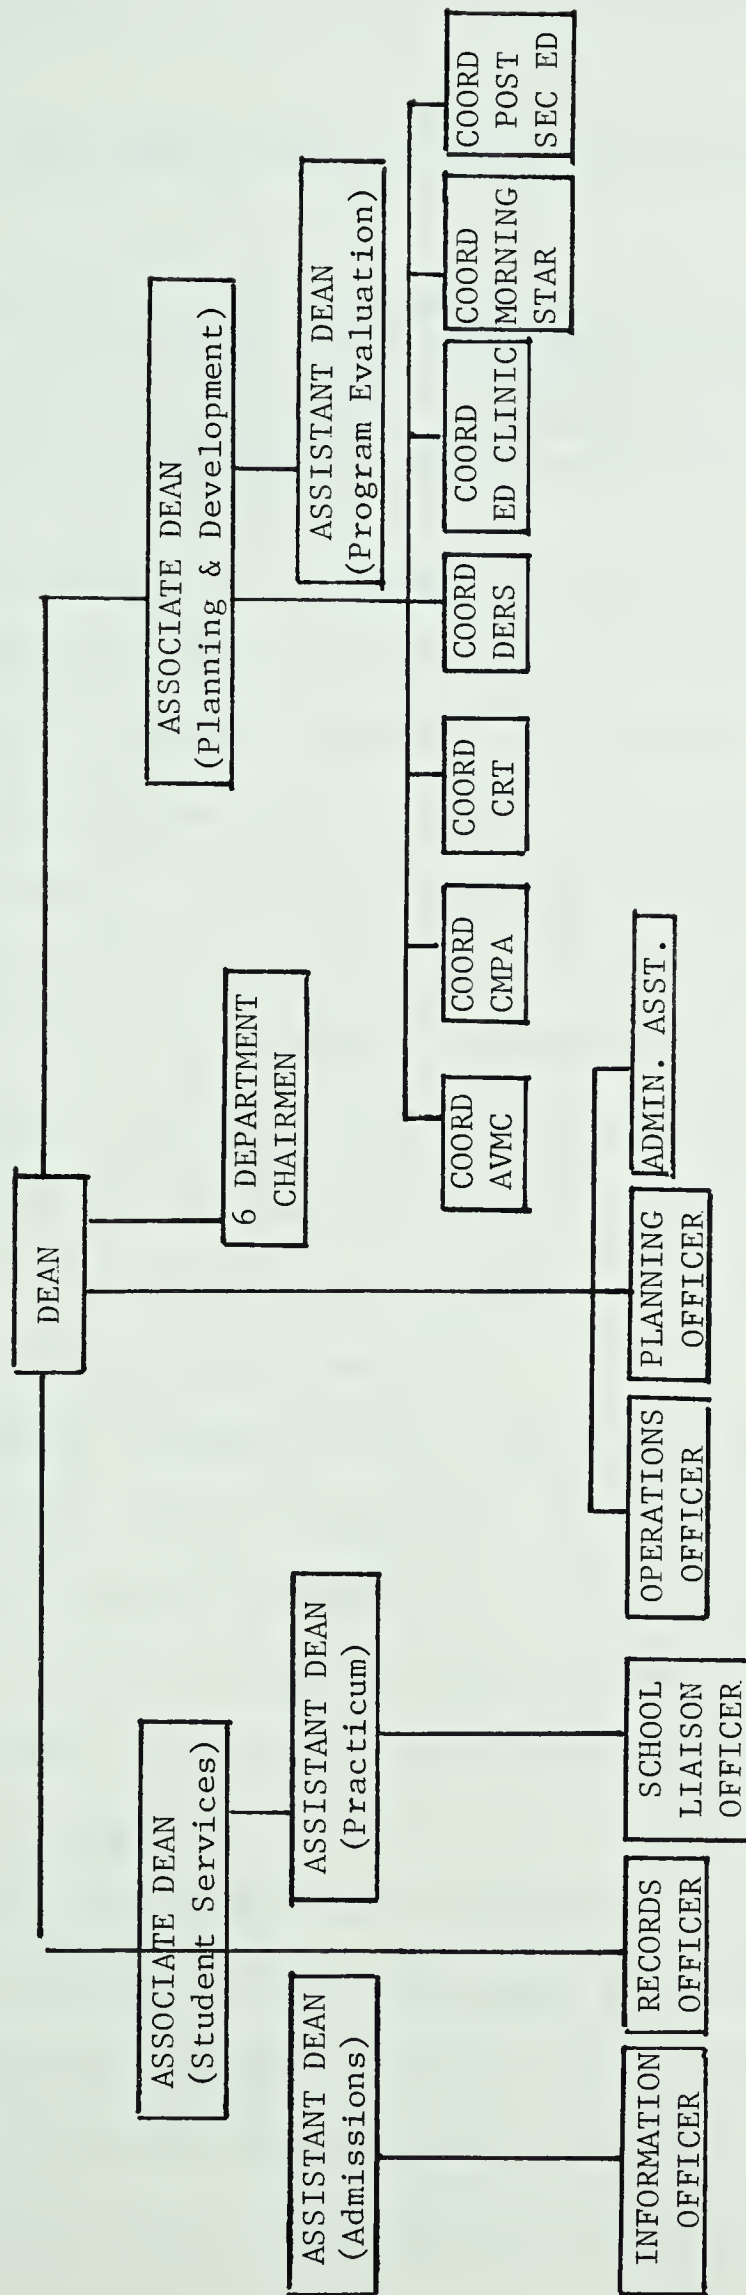 DEAN
ASSOCIATE DEAN
(Student Services)
6 DEPARTMENT
CHAIRMEN
ASSOCIATE DEAN
(Planning & Development)
ASSISTANT DEAN
(Admissions)
ASSISTANT DEAN
(Practicum)
ASSISTANT DEAN
(Program Evaluation)
COORD
AVMC
COORD
CMPA
COORD
CRT
COORD
DERS
COORD
ED CLINIC
COORD
MORNING
STAR
COORD
POST
SEC ED
INFORMATION
OFFICER
RECORDS
OFFICER
SCHOOL
LIAISON
OFFICER
OPERATIONS
OFFICER
PLANNING
OFFICER
ADMIN. ASST.